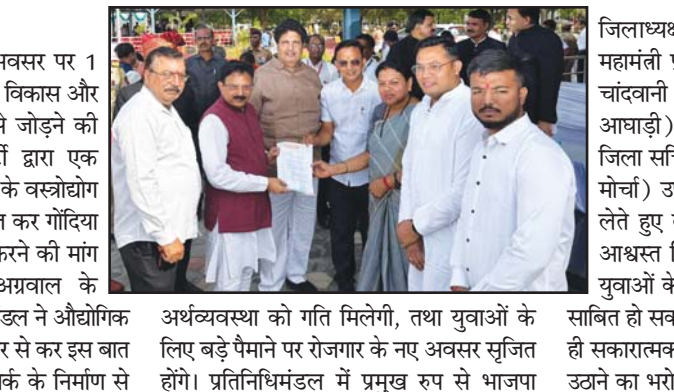 वसर पर 1
विकास और
से जोड़ने की
र्टी द्वारा एक
के वस्त्रोद्योग
त कर गोंदिया
करने की मांग
अग्रवाल के
डल ने औद्योगिक
र से कर इस बात
र्क के निर्माण से
अर्थव्यवस्था को गति मिलेगी, तथा युवाओं के
लिए बड़े पैमाने पर रोजगार के नए अवसर सृजित
होंगे। प्रतिनिधिमंडल में प्रमुख रुप से भाजपा
जिलाध्यक्ष
महामंत्री
चांदवानी
आघाड़ी)
जिला सचि
मोर्चा)
लेते हुए
आश्वस्त
युवाओं के
साबित हो सक
ही सकारात्मक
उठाने का भरो